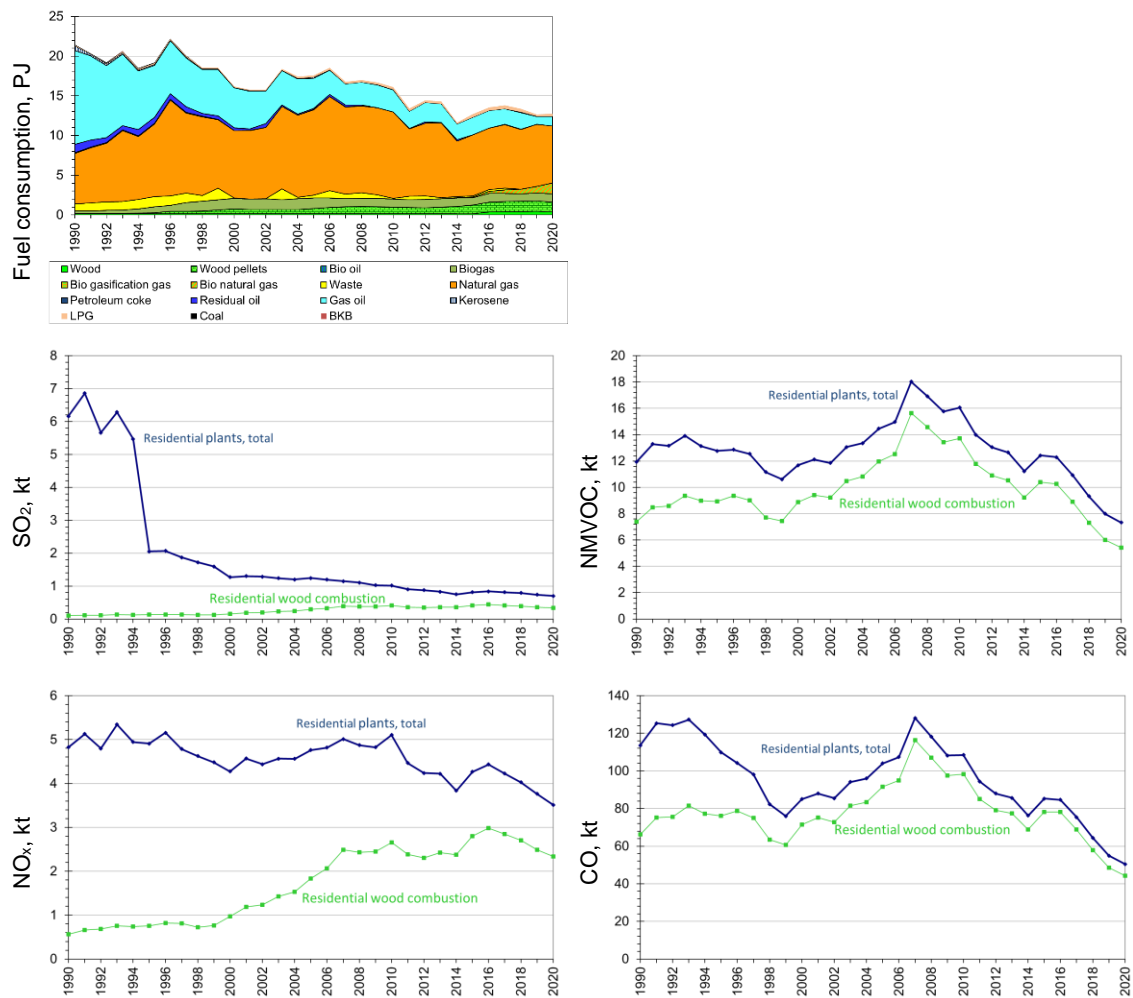 Fuel consumption, PJ
25
20
15
10
5
0
1990 1992 1994 1996 1998 2000 2002 2004 2006 2008 2010 2012 2014 2016 2018 2020
Wood Wood pellets Bio oil Biogas
Bio gasification gas Bio natural gas Waste Natural gas
Petroleum coke Residual oil Gas oil Kerosene
LPG Coal BKB
SO2, kt
8
7
6
5
4
3
2
1
0
Residential plants, total
Residential wood combustion
1990 1992 1994 1996 1998 2000 2002 2004 2006 2008 2010 2012 2014 2016 2018 2020
NMVOC, kt
20
18
16
14
12
10
8
6
4
2
0
Residential plants, total
Residential wood combustion
1990 1992 1994 1996 1998 2000 2002 2004 2006 2008 2010 2012 2014 2016 2018 2020
NOx, kt
6
5
4
3
2
1
0
Residential plants, total
Residential wood combustion
1990 1992 1994 1996 1998 2000 2002 2004 2006 2008 2010 2012 2014 2016 2018 2020
CO, kt
140
120
100
80
60
40
20
0
Residential plants, total
Residential wood combustion
1990 1992 1994 1996 1998 2000 2002 2004 2006 2008 2010 2012 2014 2016 2018 2020